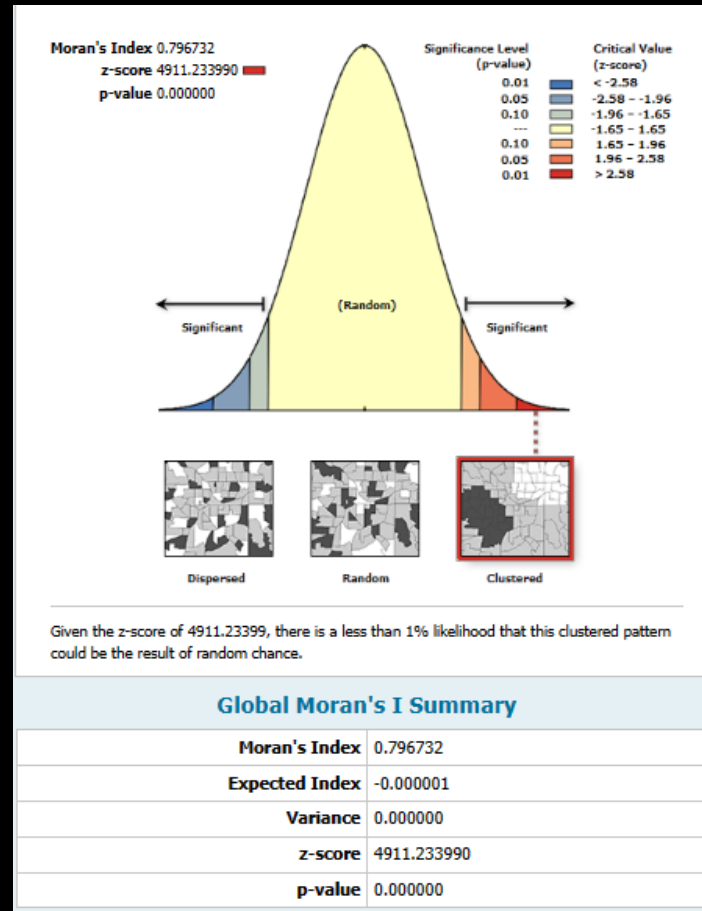 Moran's Index 0.796732
z-score 4911.233990
p-value 0.000000
Significance Level (p-value)
Critical Value (z-score)
0.01 < -2.58
0.05 -2.58 - -1.96
0.10 -1.96 - -1.65
--- -1.65 - 1.65
0.10 1.65 - 1.96
0.05 1.96 - 2.58
0.01 > 2.58
(Random)
Significant
Significant
Dispersed
Random
Clustered
Given the z-score of 4911.23399, there is a less than 1% likelihood that this clustered pattern
could be the result of random chance.
Global Moran's I Summary
Moran's Index 0.796732
Expected Index -0.000001
Variance 0.000000
z-score 4911.233990
p-value 0.000000